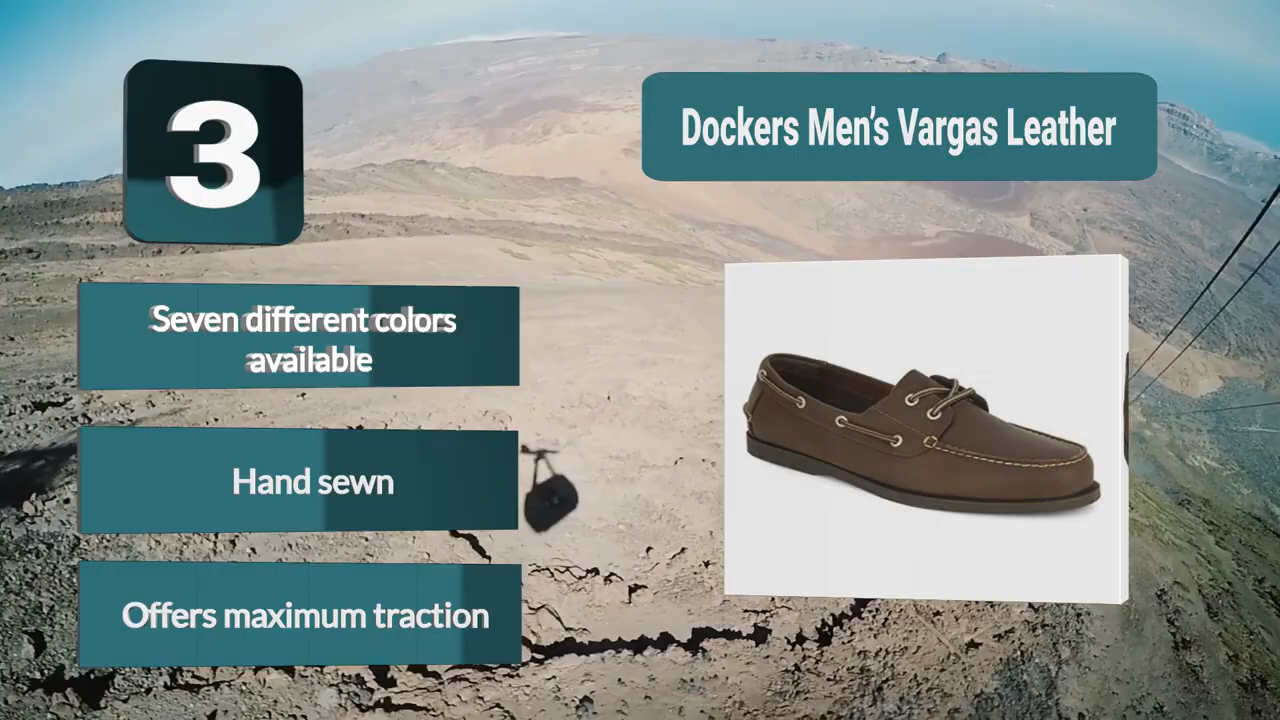 3
Dockers Men's Vargas Leather
Seven different colors
available
Hand sewn
Offers maximum traction